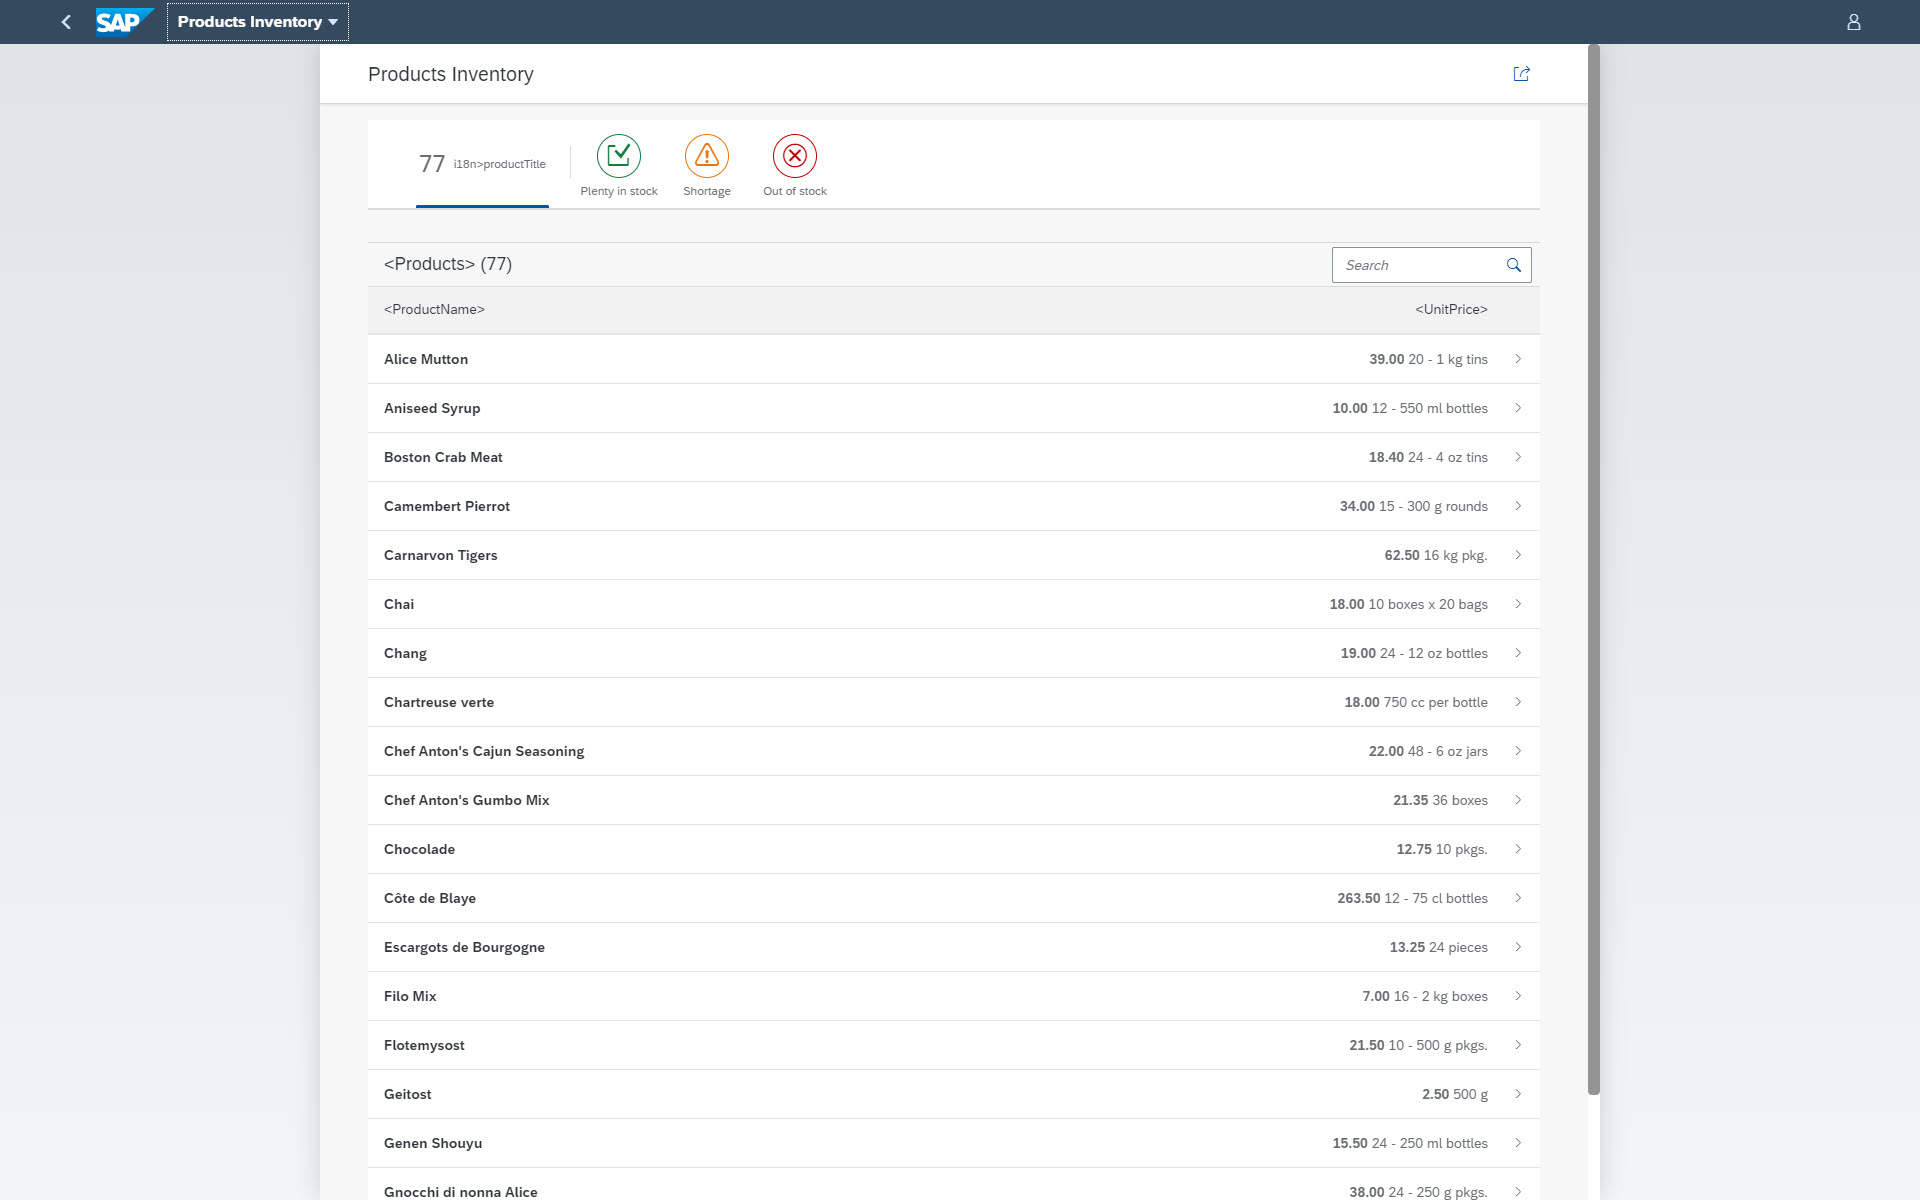 SAP Products Inventory
Products Inventory
77 i18n>productTitle
Plenty in stock
Shortage
Out of stock
<Products> (77)
Search
<ProductName> <UnitPrice>
Alice Mutton 39.00 20 - 1 kg tins
Aniseed Syrup 10.00 12 - 550 ml bottles
Boston Crab Meat 18.40 24 - 4 oz tins
Camembert Pierrot 34.00 15 - 300 g rounds
Carnarvon Tigers 62.50 16 kg pkg.
Chai 18.00 10 boxes x 20 bags
Chang 19.00 24 - 12 oz bottles
Chartreuse verte 18.00 750 cc per bottle
Chef Anton's Cajun Seasoning 22.00 48 - 6 oz jars
Chef Anton's Gumbo Mix 21.35 36 boxes
Chocolade 12.75 10 pkgs.
Côte de Blaye 263.50 12 - 75 cl bottles
Escargots de Bourgogne 13.25 24 pieces
Filo Mix 7.00 16 - 2 kg boxes
Flotemysost 21.50 10 - 500 g pkgs.
Geitost 2.50 500 g
Genen Shouyu 15.50 24 - 250 ml bottles
Gnocchi di nonna Alice 38.00 24 - 250 g pkgs.